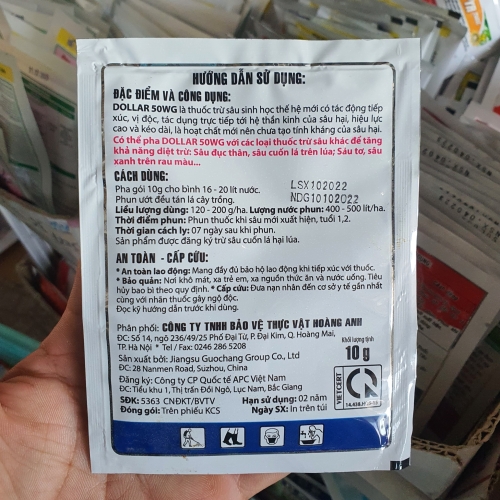 HƯỚNG DẪN SỬ DỤNG:
ĐẶC ĐIỂM VÀ CÔNG DỤNG:
DOLLAR 50WG là thuốc trừ sâu sinh học thế hệ mới có tác động tiếp
xúc, vị độc, tác dụng trực tiếp tới hệ thần kinh của sâu hại, hiệu lực
cao và kéo dài, là hoạt chất mới nên chưa tạo tính kháng của sâu hại.
Có thể pha DOLLAR 50WG với các loại thuốc trừ sâu khác để tăng
khả năng diệt trừ: Sâu đục thân, sâu cuốn lá trên lúa; Sáu tơ, sâu
xanh trên rau màu...
CÁCH DÙNG:
Pha gói 10g cho bình 16 - 20 lít nước.
LSX102022
Phun ướt đều tán lá cây trồng.
NDG10102022
Liều lượng dùng: 120 - 200 g/ha. Lượng nước phun: 400 - 500 lít/ha.
Thời điểm phun: Phun thuốc khi sâu mới xuất hiện, tuổi 1,2.
Thời gian cách ly: 07 ngày sau khi phun.
Sản phẩm được đăng ký trừ sâu cuốn lá hại lúa.
AN TOÀN - CẤP CỨU:
* An toàn lao động: Mang đầy đủ bảo hộ lao động khi tiếp xúc với thuốc.
* Bảo quản: Nơi khô mát, xa trẻ em, xa nguồn thức ăn và nước uống. Tiêu
hủy bao bì theo quy định. * Cấp cứu: Đưa nạn nhân đến cơ sở y tế gần nhất
cùng với nhãn thuốc gây ngộ độc.
Đọc kỹ hướng dẫn trước khi dùng.
Phân phối: CÔNG TY TNHH BẢO VỆ THỰC VẬT HOÀNG ANH
ĐC: Số 14, ngõ 236/49/25 Phố Đại Từ, P. Đại Kim, Q. Hoàng Mai,
TP. Hà Nội * Tel / Fax: 0246 286 5208
Khối lượng tịnh
10 g
Sản xuất bởi: Jiangsu Guochang Group Co., Ltd
ĐC: 28 Nanmen Road, Suzhou, China
Đăng ký: Công ty CP Quốc tế APC Việt Nam
ĐC: Tiểu khu 1, Thị trấn Đồi Ngô, Lục Nam, Bắc Giang
SĐK: 5363 CNĐKT/BVTV
Hạn sử dụng: 02 năm
Đóng gói: Trên phiếu KCS
Ngày SX: In trên túi
VIETCERT